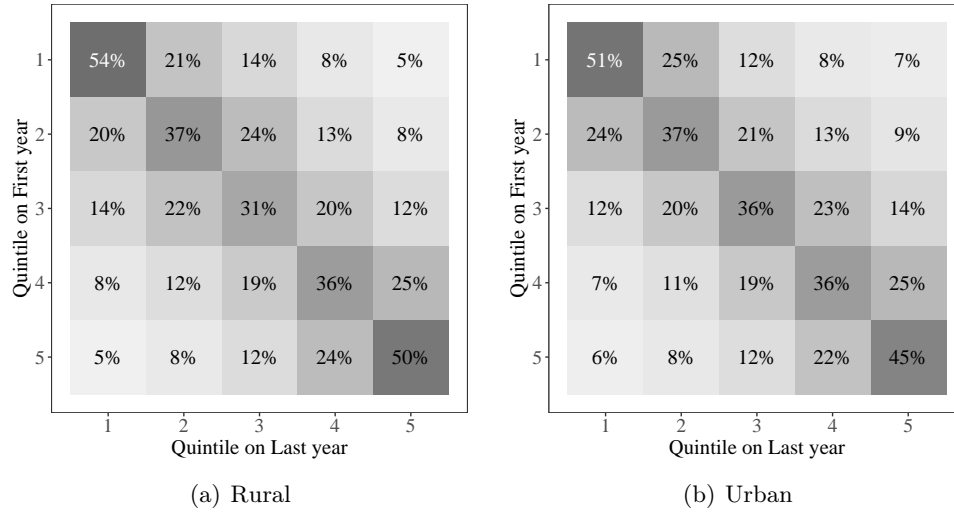 1 54% 21% 14% 8% 5%
2 20% 37% 24% 13% 8%
3 14% 22% 31% 20% 12%
4 8% 12% 19% 36% 25%
5 5% 8% 12% 24% 50%
1 2 3 4 5
Quintile on First year
Quintile on Last year
(a) Rural
1 51% 25% 12% 8% 7%
2 24% 37% 21% 13% 9%
3 12% 20% 36% 23% 14%
4 7% 11% 19% 36% 25%
5 6% 8% 12% 22% 45%
1 2 3 4 5
Quintile on First year
Quintile on Last year
(b) Urban